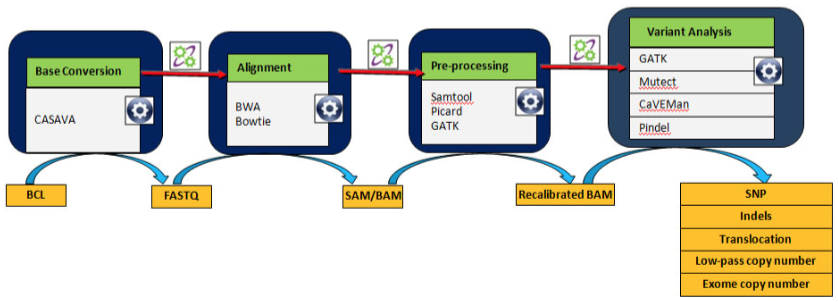 Base Conversion
CASAVA
Alignment
BWA
Bowtie
Pre-processing
Samtool
Picard
GATK
Variant Analysis
GATK
Mutect
CaVEMan
Pindel
BCL
FASTQ
SAM/BAM
Recalibrated BAM
SNP
Indels
Translocation
Low-pass copy number
Exome copy number